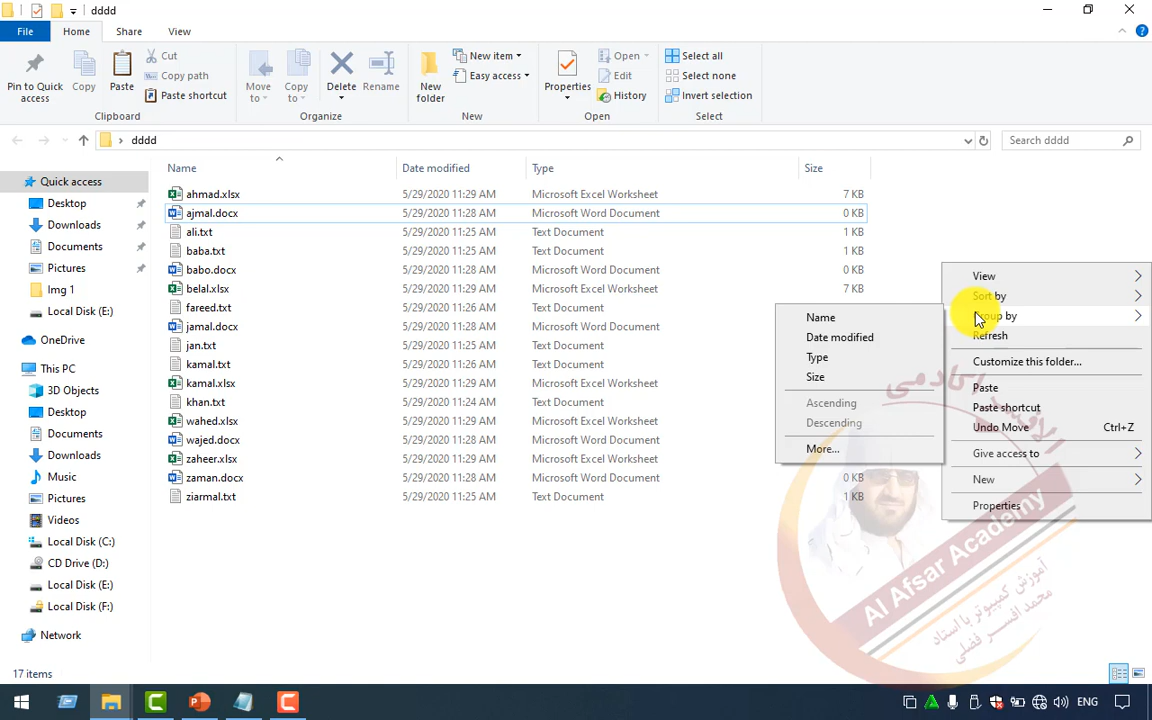 dddd
File Home Share View
Pin to Quick access
Copy
Paste
Cut
Copy path
Paste shortcut
Clipboard
Move to
Copy to
Delete
Rename
Organize
New folder
New item
Easy access
New
Properties
Open
Edit
History
Open
Select all
Select none
Invert selection
Select
dddd
Search dddd
Name Date modified Type Size
ahmad.xlsx 5/29/2020 11:29 AM Microsoft Excel Worksheet 7 KB
ajmal.docx 5/29/2020 11:28 AM Microsoft Word Document 0 KB
ali.txt 5/29/2020 11:25 AM Text Document 1 KB
baba.txt 5/29/2020 11:25 AM Text Document 1 KB
babo.docx 5/29/2020 11:28 AM Microsoft Word Document 0 KB
belal.xlsx 5/29/2020 11:29 AM Microsoft Excel Worksheet 7 KB
fareed.txt 5/29/2020 11:26 AM Text Document
jamal.docx 5/29/2020 11:28 AM Microsoft Word Document
jan.txt 5/29/2020 11:25 AM Text Document
kamal.txt 5/29/2020 11:26 AM Text Document
kamal.xlsx 5/29/2020 11:29 AM Microsoft Excel Worksheet
khan.txt 5/29/2020 11:24 AM Text Document
wahed.xlsx 5/29/2020 11:29 AM Microsoft Excel Worksheet
wajed.docx 5/29/2020 11:28 AM Microsoft Word Document
zaheer.xlsx 5/29/2020 11:29 AM Microsoft Excel Worksheet
zaman.docx 5/29/2020 11:28 AM Microsoft Word Document 0 KB
ziarmal.txt 5/29/2020 11:25 AM Text Document 1 KB
Quick access
Desktop
Downloads
Documents
Pictures
Img 1
Local Disk (E:)
OneDrive
This PC
3D Objects
Desktop
Documents
Downloads
Music
Pictures
Videos
Local Disk (C:)
CD Drive (D:)
Local Disk (E:)
Local Disk (F:)
Network
Name
Date modified
Type
Size
Ascending
Descending
More...
View
Sort by
Group by
Refresh
Customize this folder...
Paste
Paste shortcut
Undo Move Ctrl+Z
Give access to
New
Properties
الافسر اکادمی
Al Afsar Academy
آموزش کمپیوتر با استاد
محمد افسر فضلی
17 items
ENG